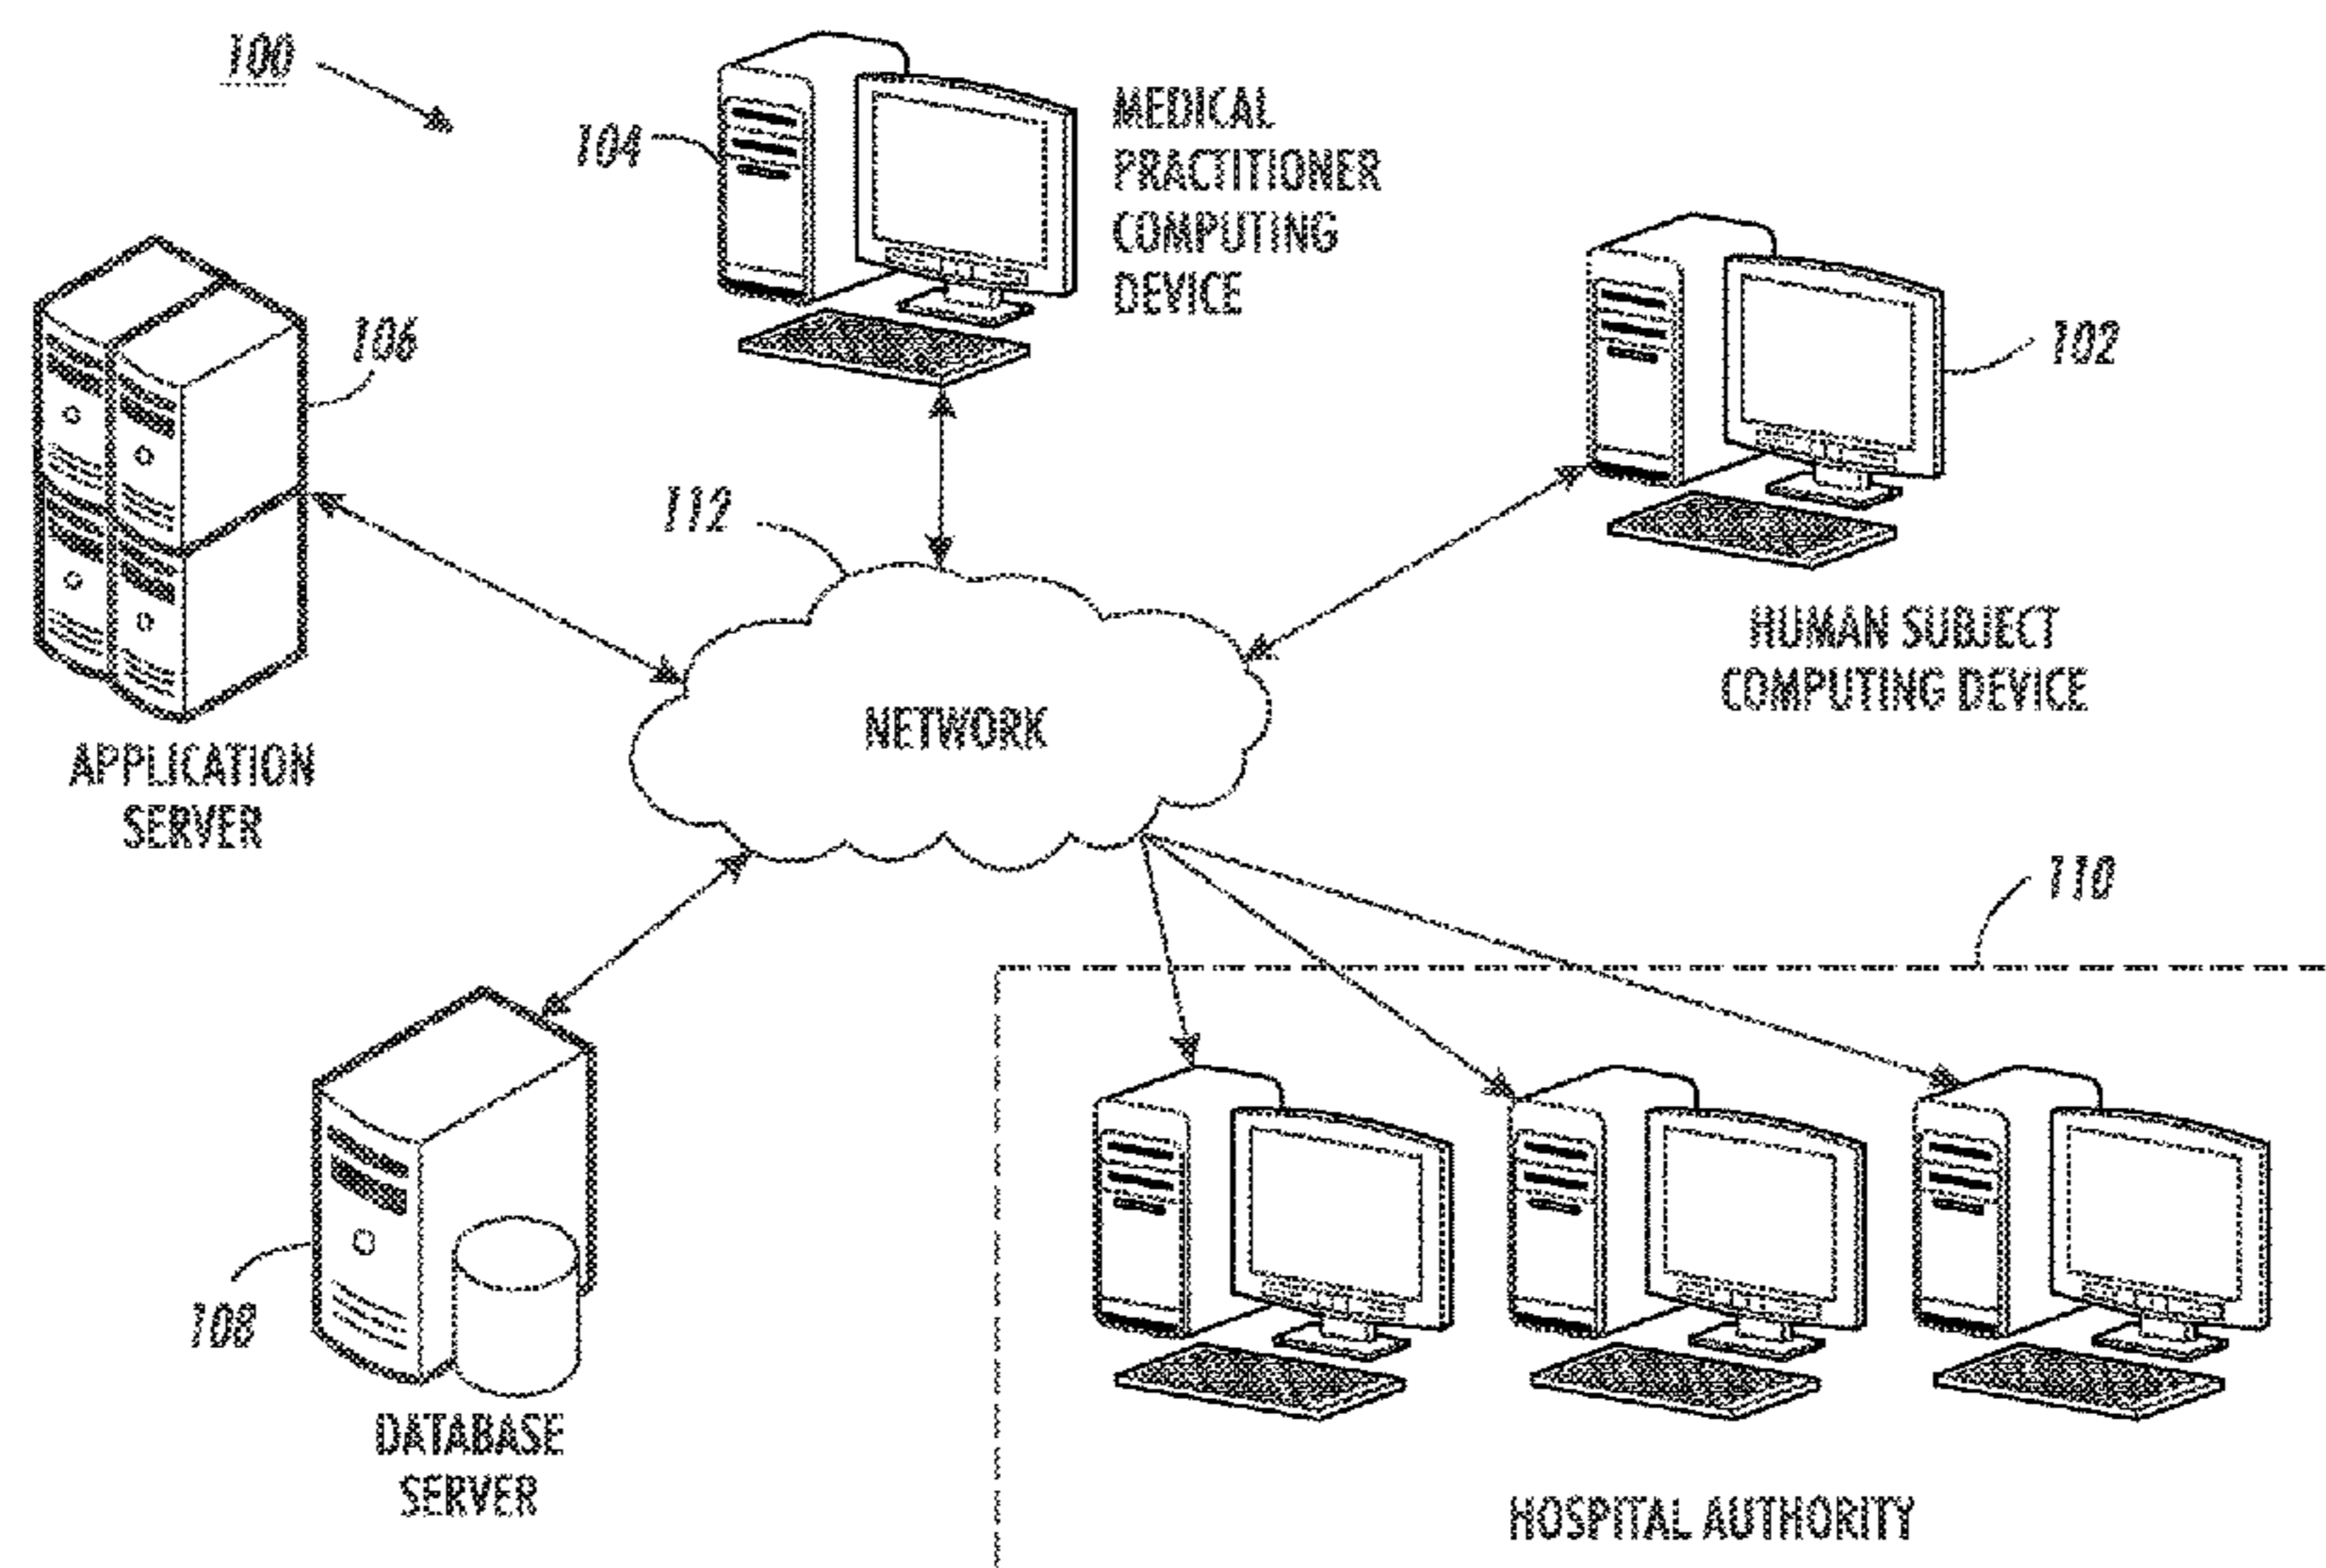 100
104
MEDICAL
PRACTITIONER
COMPUTING
DEVICE
106
102
112
HUMAN SUBJECT
COMPUTING DEVICE
NETWORK
APPLICATION
SERVER
110
108
DATABASE
SERVER
HOSPITAL AUTHORITY